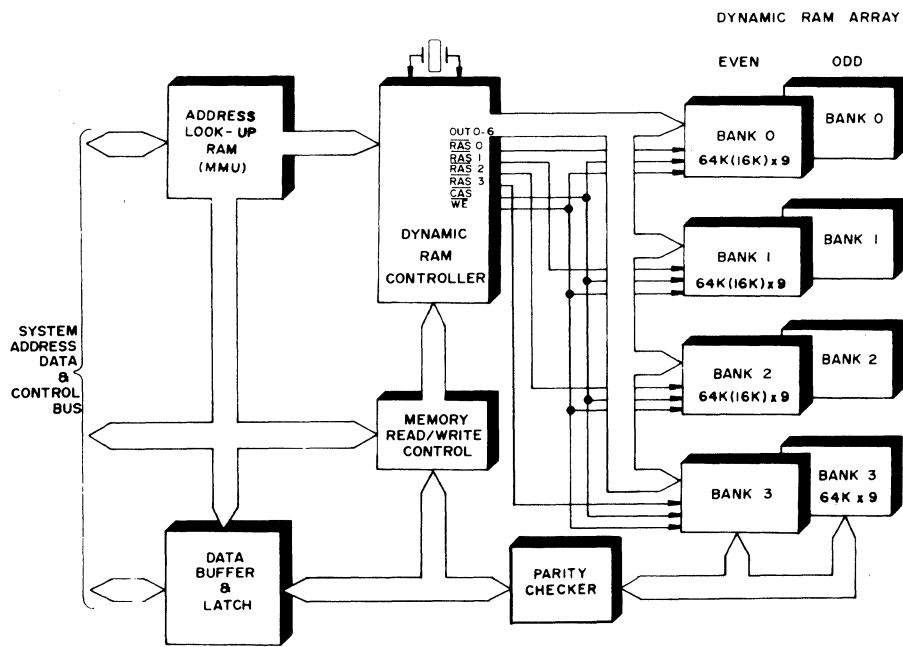 DYNAMIC RAM ARRAY
EVEN ODD
ADDRESS
LOOK-UP
RAM
(MMU)
OUT 0-6
RAS 0
RAS 1
RAS 2
RAS 3
CAS
WE
DYNAMIC
RAM
CONTROLLER
BANK 0
64K(16K)x9
BANK 0
BANK 1
64K(16K)x9
BANK 1
BANK 2
64K(16K)x9
BANK 2
BANK 3
BANK 3
64K x 9
SYSTEM
ADDRESS
DATA
&
CONTROL
BUS
MEMORY
READ/WRITE
CONTROL
DATA
BUFFER
&
LATCH
PARITY
CHECKER